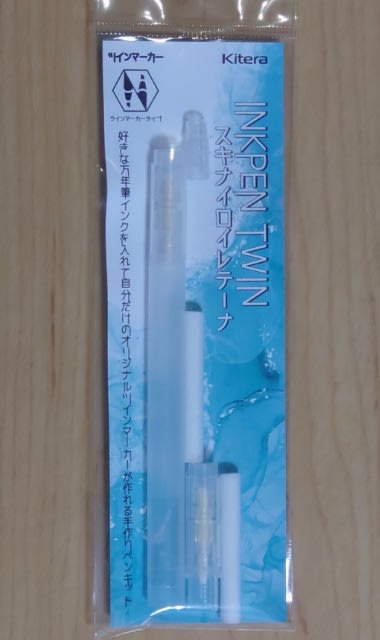 ツインマーカー
Kitera
ラインマーカータイプ
INKPEN TWIN
スキナイロイレテーナ
好きな万年筆インクを入れて自分だけのオリジナルツインマーカーが作れる手作りペンキット